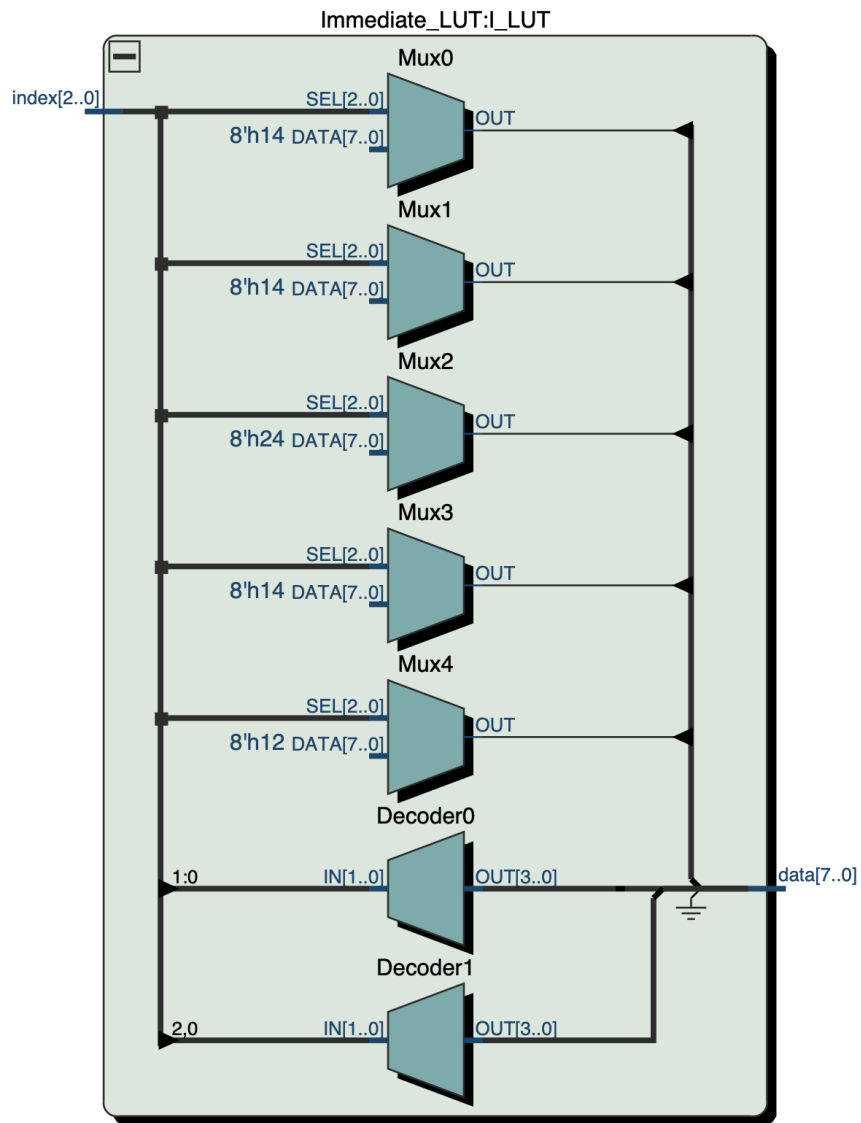 Immediate_LUT:I_LUT
Mux0
index[2..0]
SEL[2..0]
OUT
8'h14 DATA[7..0]
Mux1
SEL[2..0]
OUT
8'h14 DATA[7..0]
Mux2
SEL[2..0]
OUT
8'h24 DATA[7..0]
Mux3
SEL[2..0]
OUT
8'h14 DATA[7..0]
Mux4
SEL[2..0]
OUT
8'h12 DATA[7..0]
Decoder0
1:0
IN[1..0]
OUT[3..0]
data[7..0]
Decoder1
2,0
IN[1..0]
OUT[3..0]